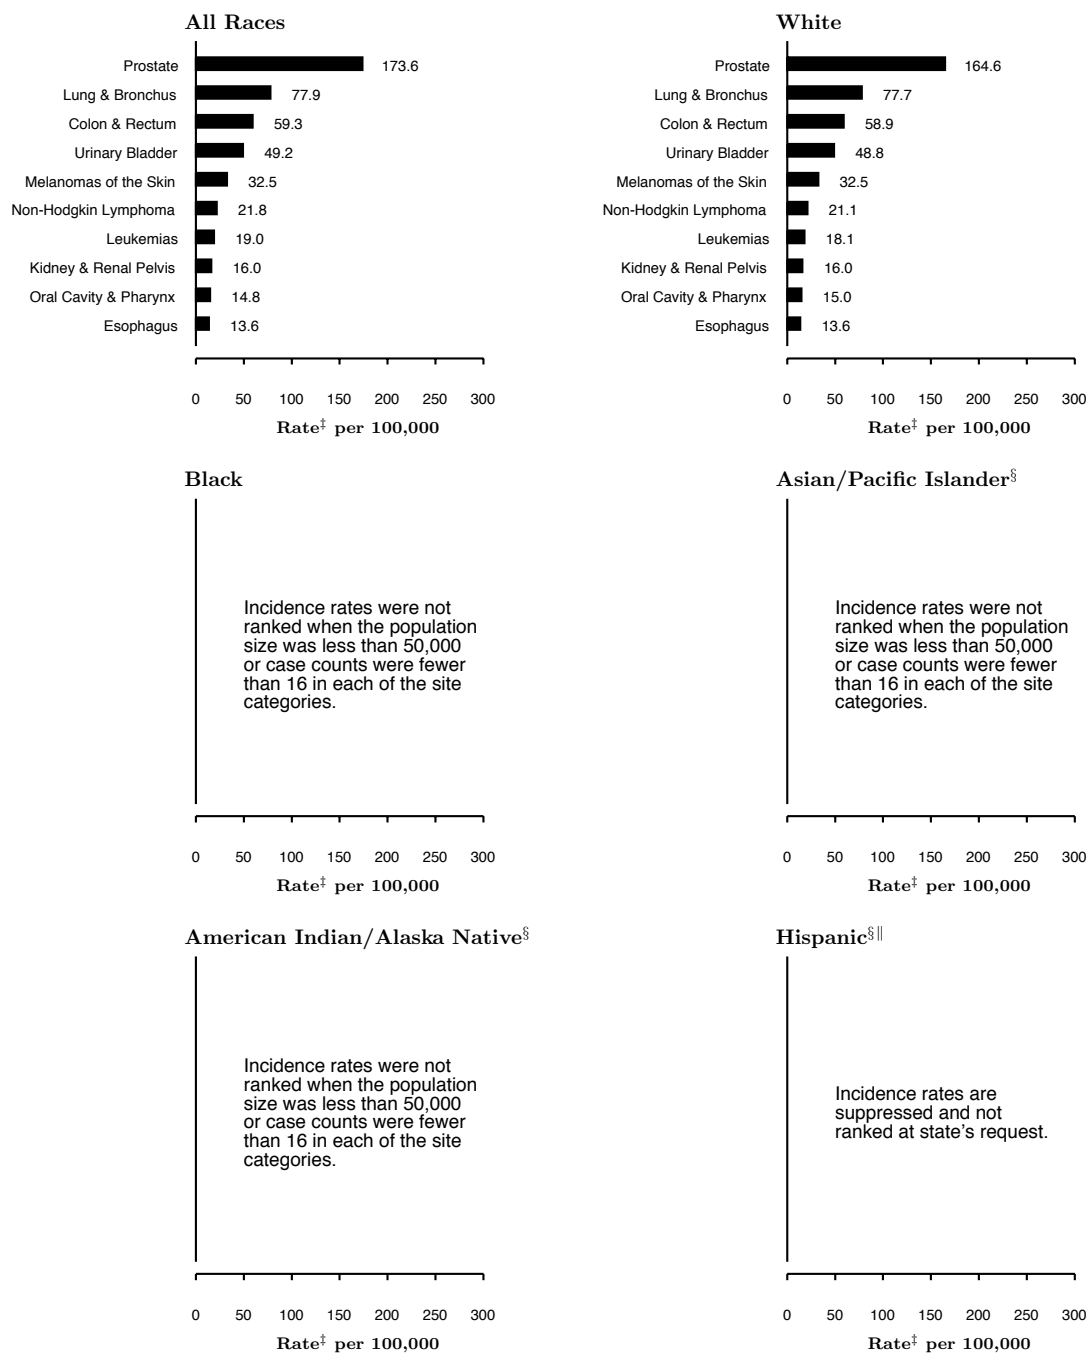 All Races
Prostate 173.6
Lung & Bronchus 77.9
Colon & Rectum 59.3
Urinary Bladder 49.2
Melanomas of the Skin 32.5
Non-Hodgkin Lymphoma 21.8
Leukemias 19.0
Kidney & Renal Pelvis 16.0
Oral Cavity & Pharynx 14.8
Esophagus 13.6
0 50 100 150 200 250 300
Rate‡ per 100,000
White
Prostate 164.6
Lung & Bronchus 77.7
Colon & Rectum 58.9
Urinary Bladder 48.8
Melanomas of the Skin 32.5
Non-Hodgkin Lymphoma 21.1
Leukemias 18.1
Kidney & Renal Pelvis 16.0
Oral Cavity & Pharynx 15.0
Esophagus 13.6
0 50 100 150 200 250 300
Rate‡ per 100,000
Black
Incidence rates were not
ranked when the population
size was less than 50,000
or case counts were fewer
than 16 in each of the site
categories.
0 50 100 150 200 250 300
Rate‡ per 100,000
Asian/Pacific Islander§
Incidence rates were not
ranked when the population
size was less than 50,000
or case counts were fewer
than 16 in each of the site
categories.
0 50 100 150 200 250 300
Rate‡ per 100,000
American Indian/Alaska Native§
Incidence rates were not
ranked when the population
size was less than 50,000
or case counts were fewer
than 16 in each of the site
categories.
0 50 100 150 200 250 300
Rate‡ per 100,000
Hispanic§‖
Incidence rates are
suppressed and not
ranked at state's request.
0 50 100 150 200 250 300
Rate‡ per 100,000